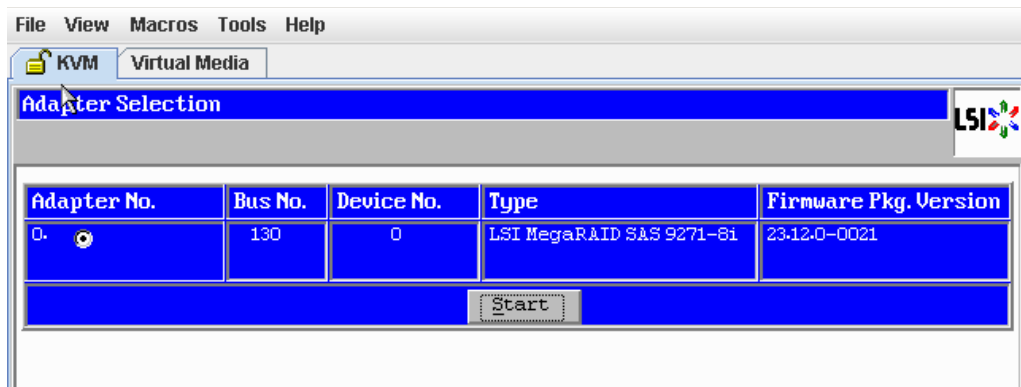 File View Macros Tools Help
KVM Virtual Media
Adapter Selection
LSI
Adapter No. Bus No. Device No. Type Firmware Pkg. Version
0. 130 0 LSI MegaRAID SAS 9271-8i 23.12.0-0021
Start